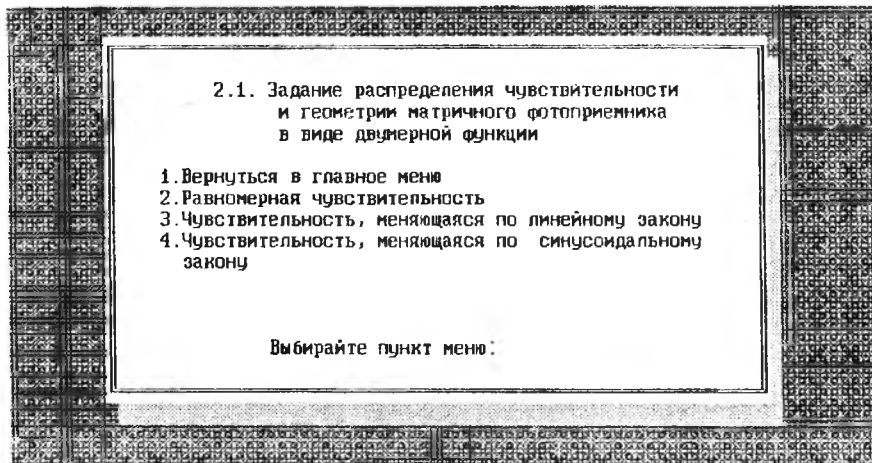 2.1. Задание распределения чувствительности
и геометрии матричного фотоприемника
в виде двумерной функции
1.Вернуться в главное меню
2.Равномерная чувствительность
3.Чувствительность, меняющаяся по линейному закону
4.Чувствительность, меняющаяся по синусоидальному
закону
Выбирайте пункт меню: